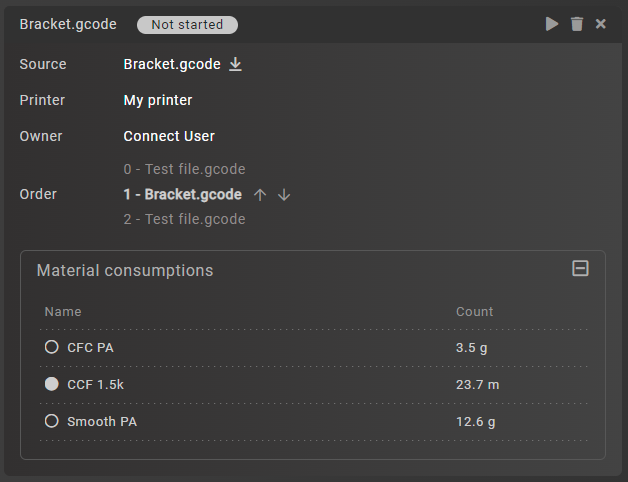 Bracket.gcode Not started
Source Bracket.gcode
Printer My printer
Owner Connect User
0 - Test file.gcode
Order 1 - Bracket.gcode
2 - Test file.gcode
Material consumptions
Name Count
CFC PA 3.5 g
CCF 1.5k 23.7 m
Smooth PA 12.6 g